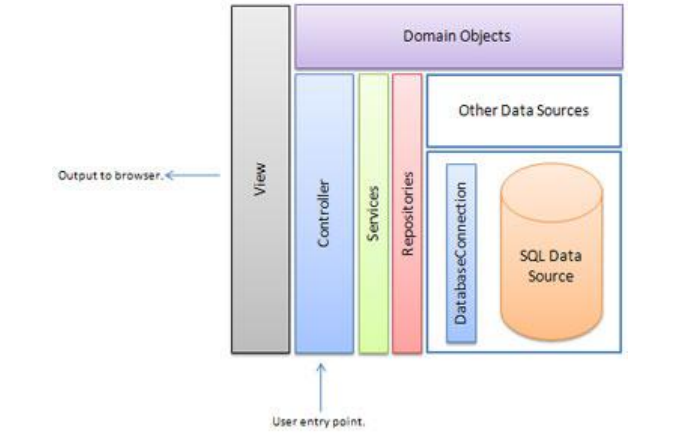 Domain Objects
Other Data Sources
Output to browser.
View
Controller
Services
Repositories
DatabaseConnection
SQL Data
Source
User entry point.